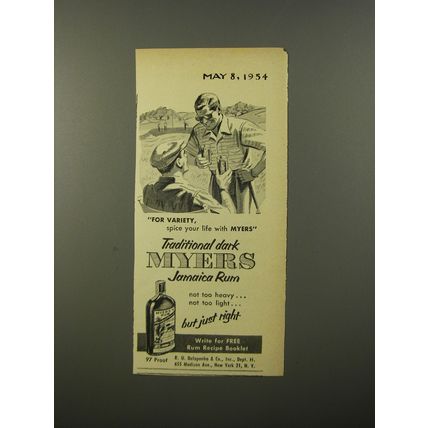 MAY 8, 1954
"FOR VARIETY,
spice your life with MYERS"
Traditional dark
MYERS
Jamaica Rum
not too heavy...
not too light...
but just right
Write for FREE
Rum Recipe Booklet
97 Proof
R. U. Delapenha & Co., Inc., Dept. H,
655 Madison Ave., New York 21, N. Y.